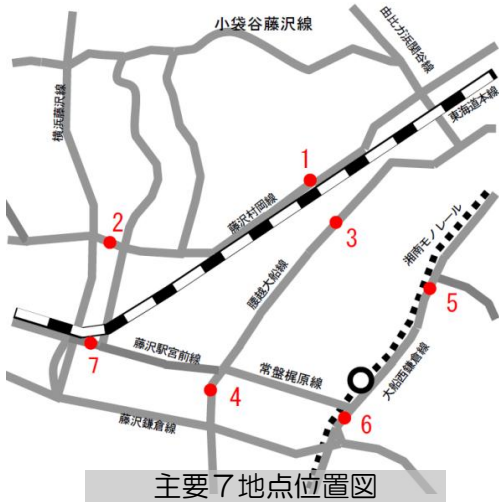 小袋谷藤沢線
由比ガ浜関谷線
東海道本線
横浜藤沢線
1
藤沢村岡線
2
3
湘南モノレール
腰越大船線
5
7
藤沢駅宮前線
常盤梶原線
大船西鎌倉線
4
藤沢鎌倉線
6
主要7地点位置図